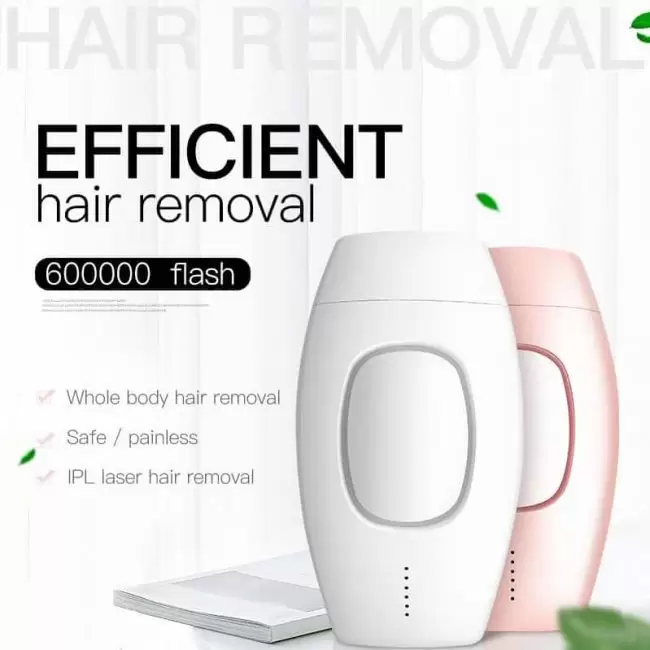 HAIR REMOVAL
EFFICIENT
hair removal
600000 flash
Whole body hair removal
Safe / painless
IPL laser hair removal